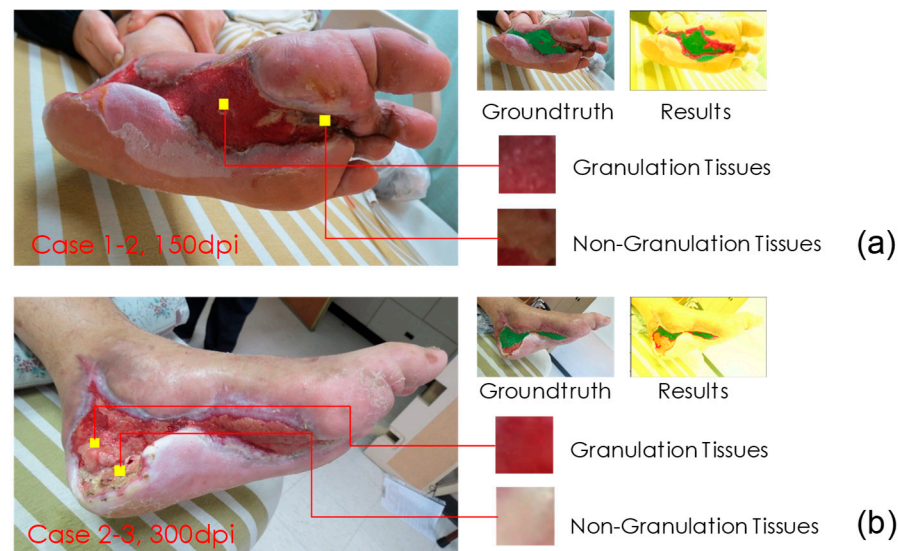 Groundtruth
Results
Granulation Tissues
Non-Granulation Tissues
Case 1-2, 150dpi
(a)
Groundtruth
Results
Granulation Tissues
Non-Granulation Tissues
Case 2-3, 300dpi
(b)